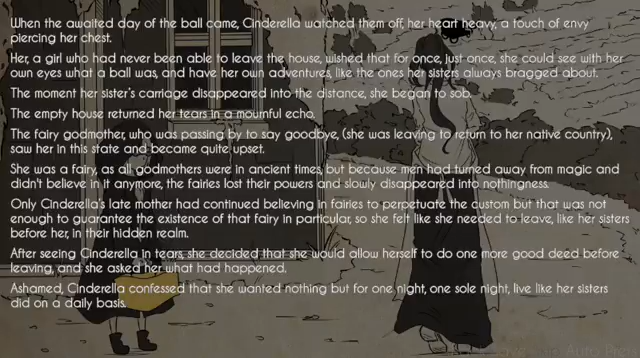 When the awaited day of the ball came, Cinderella watched them off, her heart heavy, a touch of envy
piercing her chest.
Her, a girl who had never been able to leave the house, wished that for once, just once, she could see with her
own eyes what a ball was, and have her own adventures, like the ones her sisters always bragged about.
The moment her sister's carriage disappeared into the distance, she began to sob.
The empty house returned her tears in a mournful echo.
The fairy godmother, who was passing by to say goodbye, (she was leaving to return to her native country),
saw her in this state and became quite upset.
She was a fairy, as all godmothers were in ancient times, but because men had turned away from magic and
didn't believe in it anymore, the fairies lost their powers and slowly disappeared into nothingness.
Only Cinderella's late mother had continued believing in fairies to perpetuate the custom but that was not
enough to guarantee the existence of that fairy in particular, so she felt like she needed to leave, like her sisters
before her, in their hidden realm.
After seeing Cinderella in tears, she decided that she would allow herself to do one more good deed before
leaving, and she asked her what had happened.
Ashamed, Cinderella confessed that she wanted nothing but for one night, one sole night, live like her sisters
did on a daily basis.